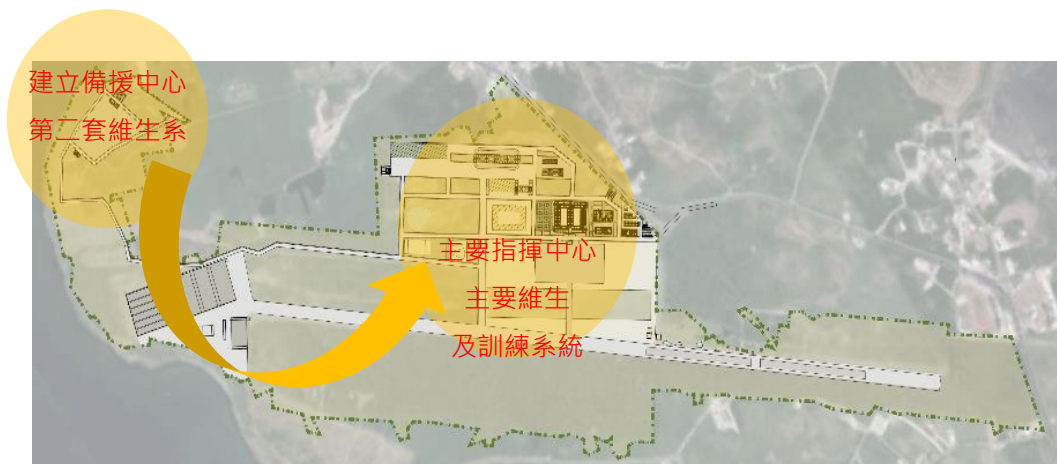 建立備援中心
第二套維生系
主要指揮中心
主要維生
及訓練系統